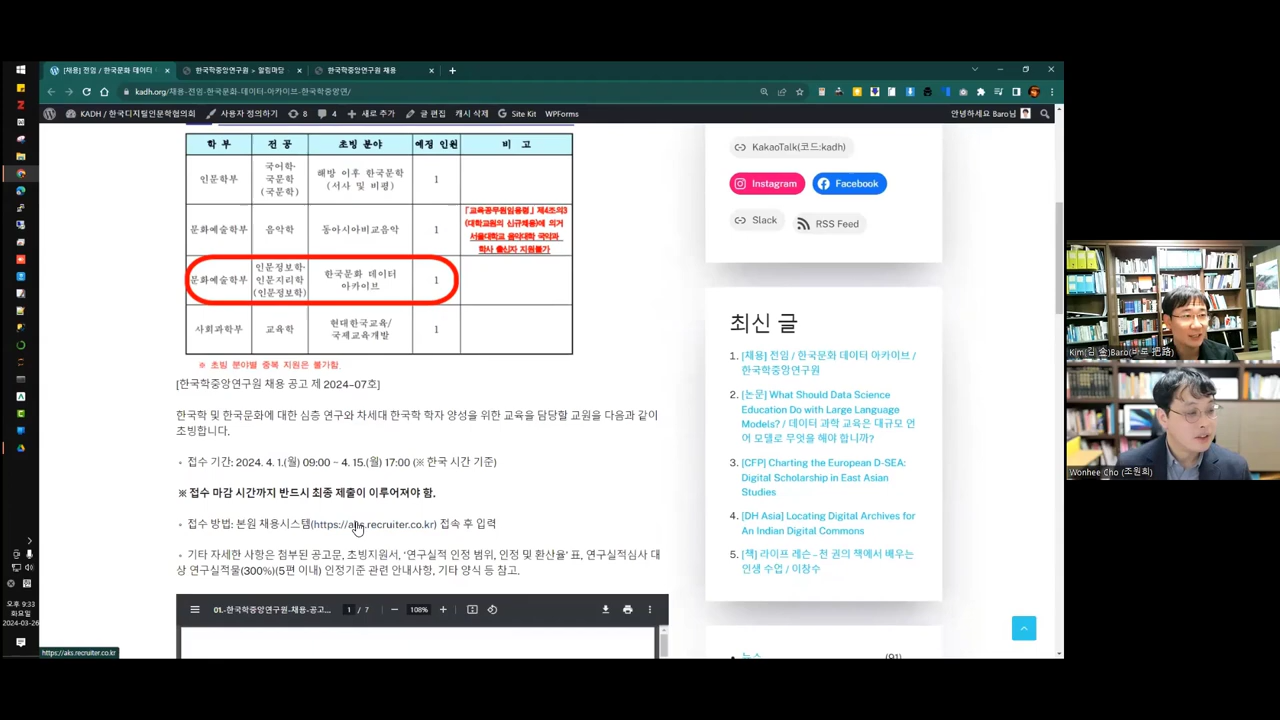 [채용] 전임 / 한국문화 데이터
한국학중앙연구원 > 알림마당
한국학중앙연구원 채용
kadh.org/채용-전임-한국문화-데이터-아카이브-한국학중앙연/
KADH / 한국디지털인문학협의회
사용자 정의하기
8
4
새로 추가
글 편집
캐시 삭제
Site Kit
WPForms
안녕하세요 Baro님
학 부
전 공
초빙 분야
예정 인원
비 고
인문학부
국어학·
국문학
(국문학)
해방 이후 한국문학
(서사 및 비평)
1
문화예술학부
음악학
동아시아비교음악
1
「교육공무원임용령」 제4조의3
(대학교원의 신규채용)에 의거
서울대학교 음악대학 국악과
학사 출신자 지원불가
문화예술학부
인문정보학·
인문지리학
(인문정보학)
한국문화 데이터
아카이브
1
사회과학부
교육학
현대한국교육/
국제교육개발
1
※ 초빙 분야별 중복 지원은 불가함.
[한국학중앙연구원 채용 공고 제 2024–07호]
한국학 및 한국문화에 대한 심층 연구와 차세대 한국학 학자 양성을 위한 교육을 담당할 교원을 다음과 같이
초빙합니다.
◦ 접수 기간: 2024. 4. 1.(월) 09:00 ~ 4. 15.(월) 17:00 (※ 한국 시간 기준)
※ 접수 마감 시간까지 반드시 최종 제출이 이루어져야 함.
◦ 접수 방법: 본원 채용시스템(https://aks.recruiter.co.kr) 접속 후 입력
◦ 기타 자세한 사항은 첨부된 공고문, 초빙지원서, '연구실적 인정 범위, 인정 및 환산율' 표, 연구실적심사 대
상 연구실적물(300%)(5편 이내) 인정기준 관련 안내사항, 기타 양식 등 참고.
01.-한국학중앙연구원-채용-공고...
1 / 7
108%
KakaoTalk(코드:kadh)
Instagram
Facebook
Slack
RSS Feed
최신 글
1. [채용] 전임 / 한국문화 데이터 아카이브 /
한국학중앙연구원
2. [논문] What Should Data Science
Education Do with Large Language
Models? / 데이터 과학 교육은 대규모 언
어 모델로 무엇을 해야 합니까?
3. [CFP] Charting the European D-SEA:
Digital Scholarship in East Asian
Studies
4. [DH Asia] Locating Digital Archives for
An Indian Digital Commons
5. [책] 라이프 레슨 – 천 권의 책에서 배우는
인생 수업 / 이창수
뉴스
(91)
Kim(김 金)Baro(바로 把路)
Wonhee Cho (조원희)
오후 9:33
화요일
2024-03-26
https://aks.recruiter.co.kr